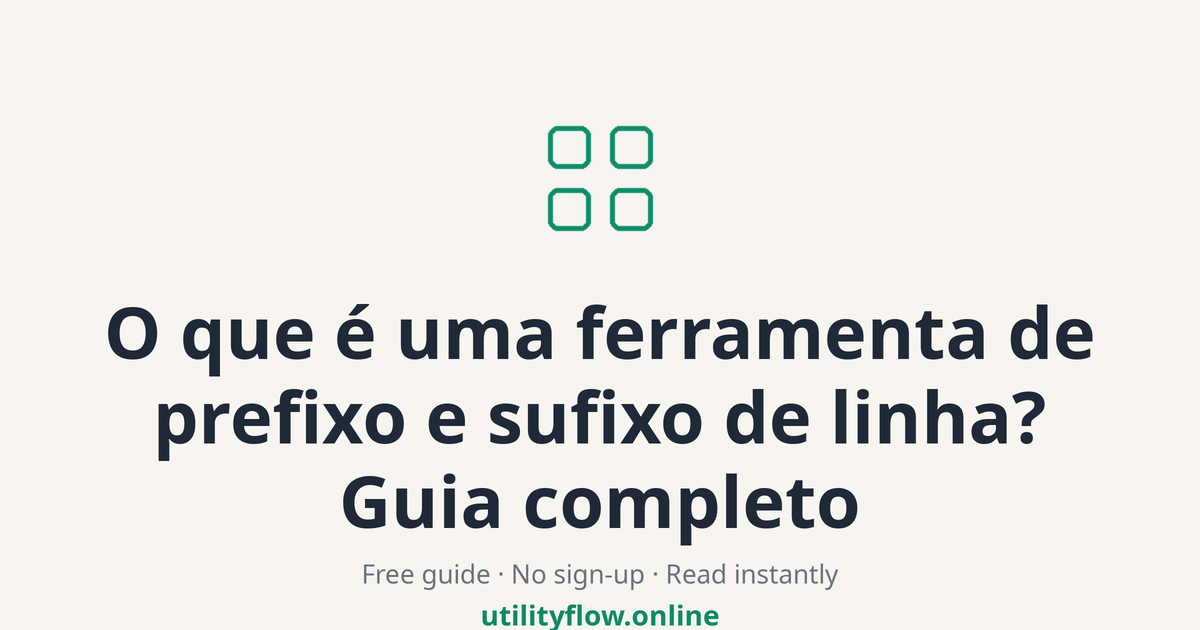 O que é uma ferramenta de
prefixo e sufixo de linha?
Guia completo
Free guide · No sign-up · Read instantly
utilityflow.online